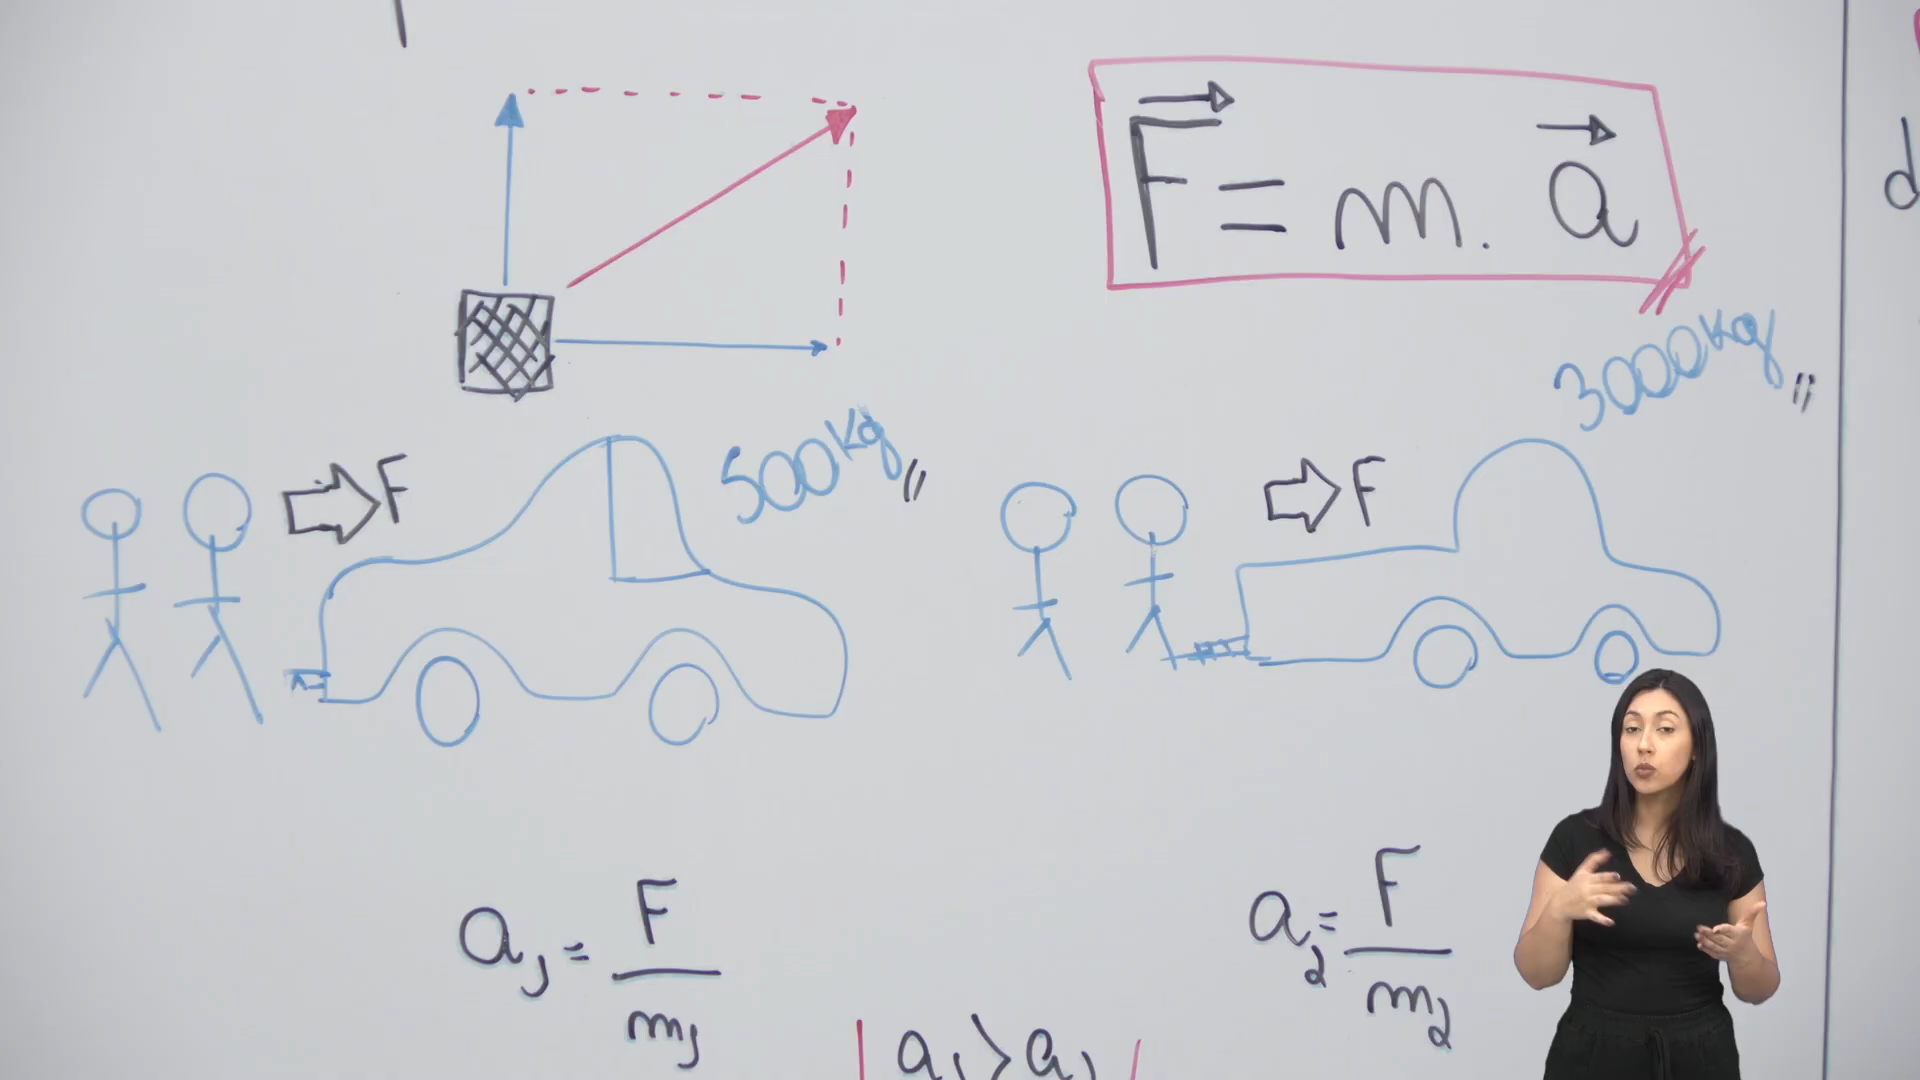 F = m. a
3000Kg
500Kg
F
F
a1 = F
m1
a2 = F
m2
a1 > a2